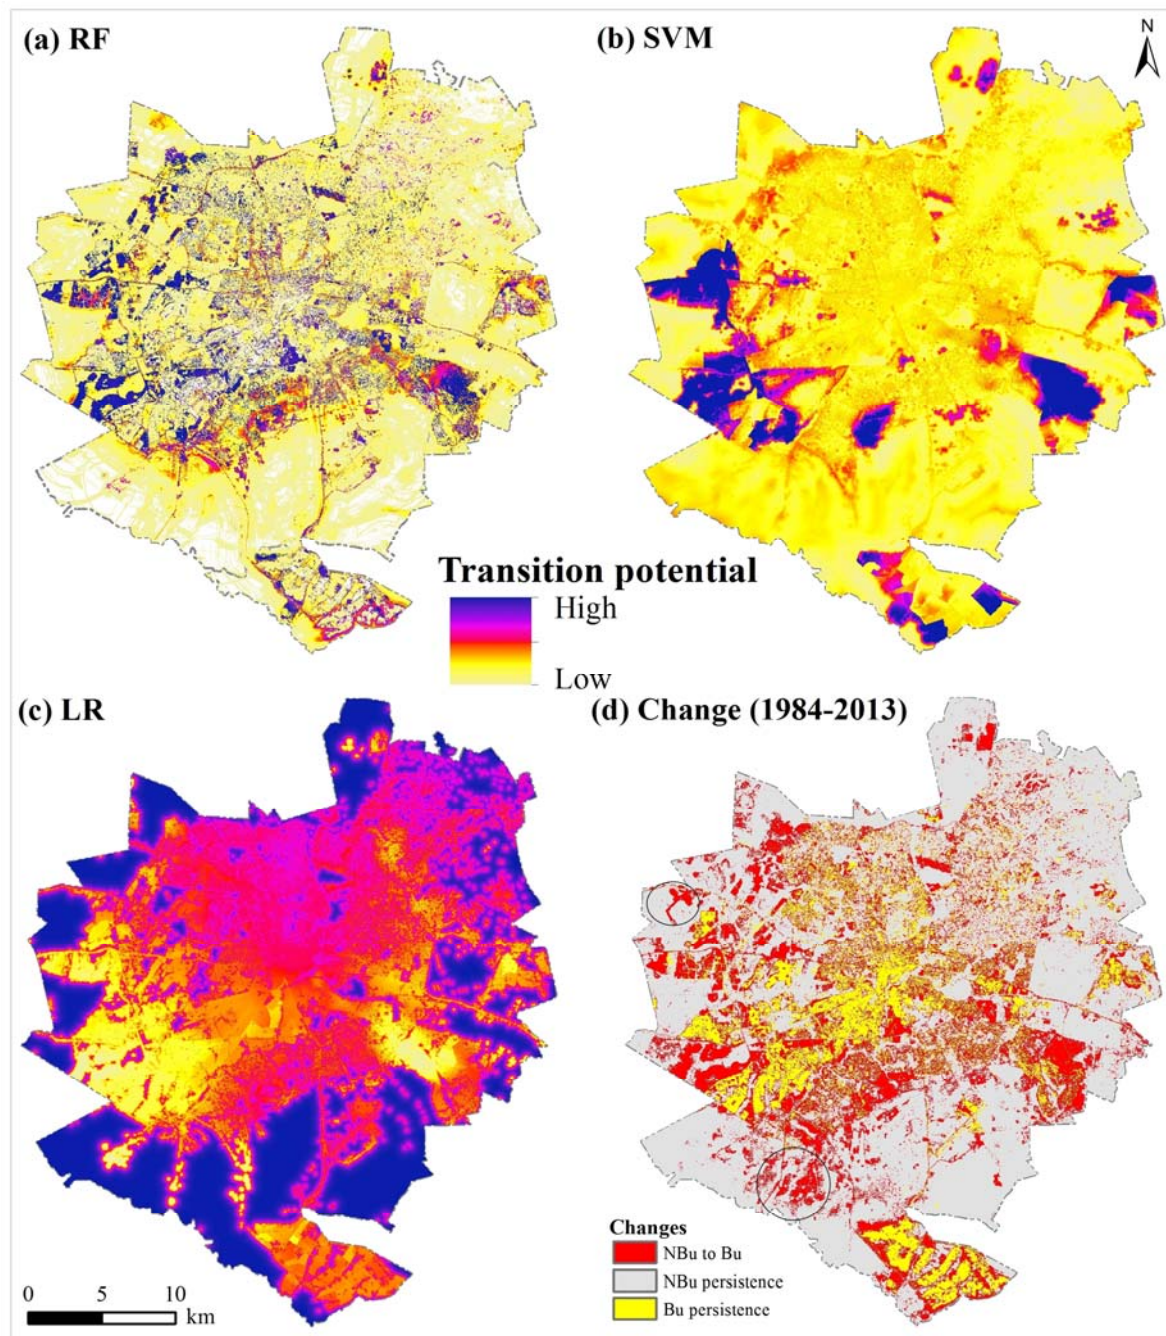 (a) RF
(b) SVM
N
Transition potential
High
Low
(c) LR
(d) Change (1984-2013)
Changes
NBu to Bu
NBu persistence
Bu persistence
0 5 10
km